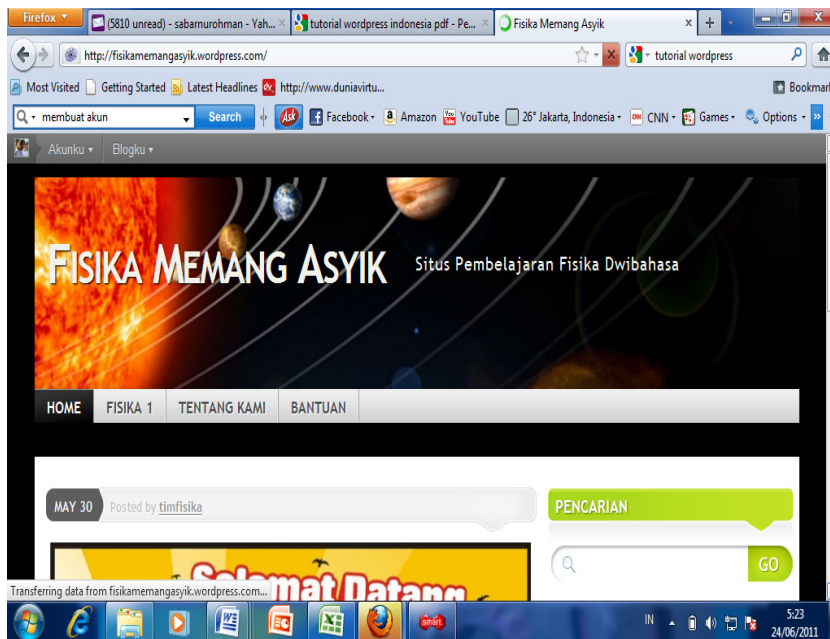 Firefox
(5810 unread) - sabarnurohman - Yah...
tutorial wordpress indonesia pdf - Pe...
Fisika Memang Asyik
http://fisikamemangasyik.wordpress.com/
tutorial wordpress
Most Visited
Getting Started
Latest Headlines
http://www.duniavirtu...
Bookmar
membuat akun
Search
Ask
Facebook
Amazon
YouTube
26° Jakarta, Indonesia
CNN
Games
Options
Akunku
Blogku
FISIKA MEMANG ASYIK
Situs Pembelajaran Fisika Dwibahasa
HOME
FISIKA 1
TENTANG KAMI
BANTUAN
MAY 30
Posted by timfisika
PENCARIAN
Selamat Datang
GO
Transferring data from fisikamemangasyik.wordpress.com...
smart
IN
5:23
24/06/2011